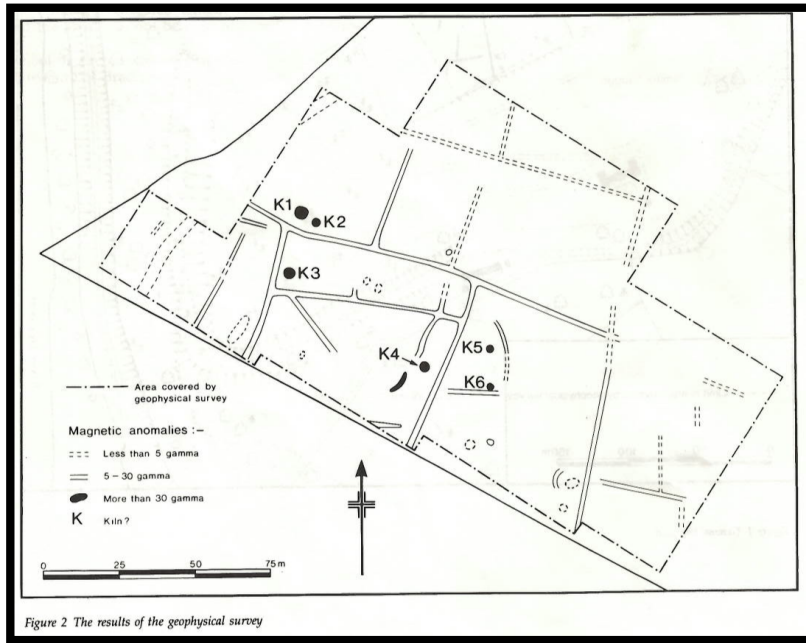 K1
K2
K3
K4
K5
K6
Area covered by
geophysical survey
Magnetic anomalies :-
Less than 5 gamma
5-30 gamma
More than 30 gamma
K Kiln?
0 25 50 75m
Figure 2 The results of the geophysical survey